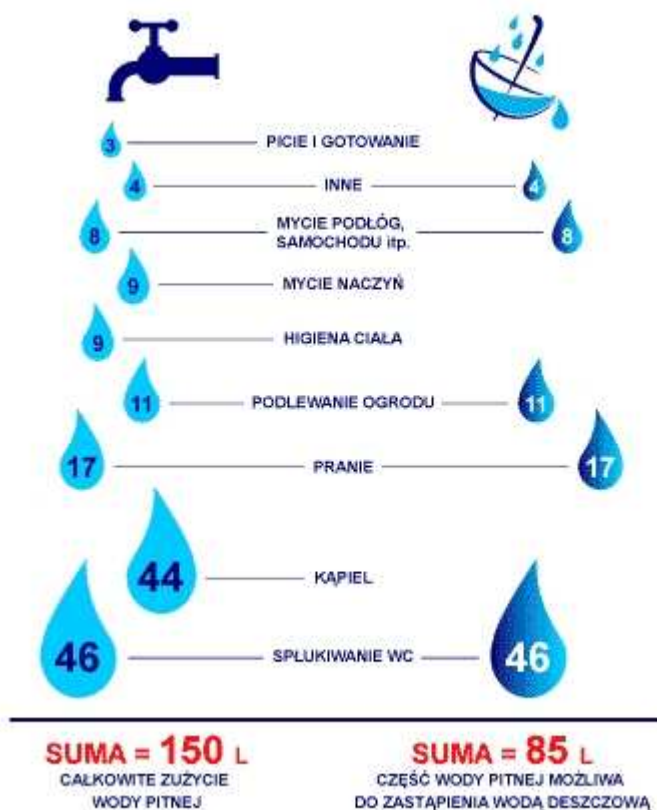 3 PICIE I GOTOWANIE
4 INNE 4
8 MYCIE PODŁÓG, 8
SAMOCHODU itp.
9 MYCIE NACZYŃ
9 HIGIENA CIAŁA
11 PODLEWANIE OGRODU 11
17 PRANIE 17
44 KĄPIEL
46 SPŁUKIWANIE WC 46
SUMA = 150 L
CAŁKOWITE ZUŻYCIE
WODY PITNEJ
SUMA = 85 L
CZĘŚĆ WODY PITNEJ MOŻLIWA
DO ZASTĄPIENIA WODĄ DESZCZOWĄ